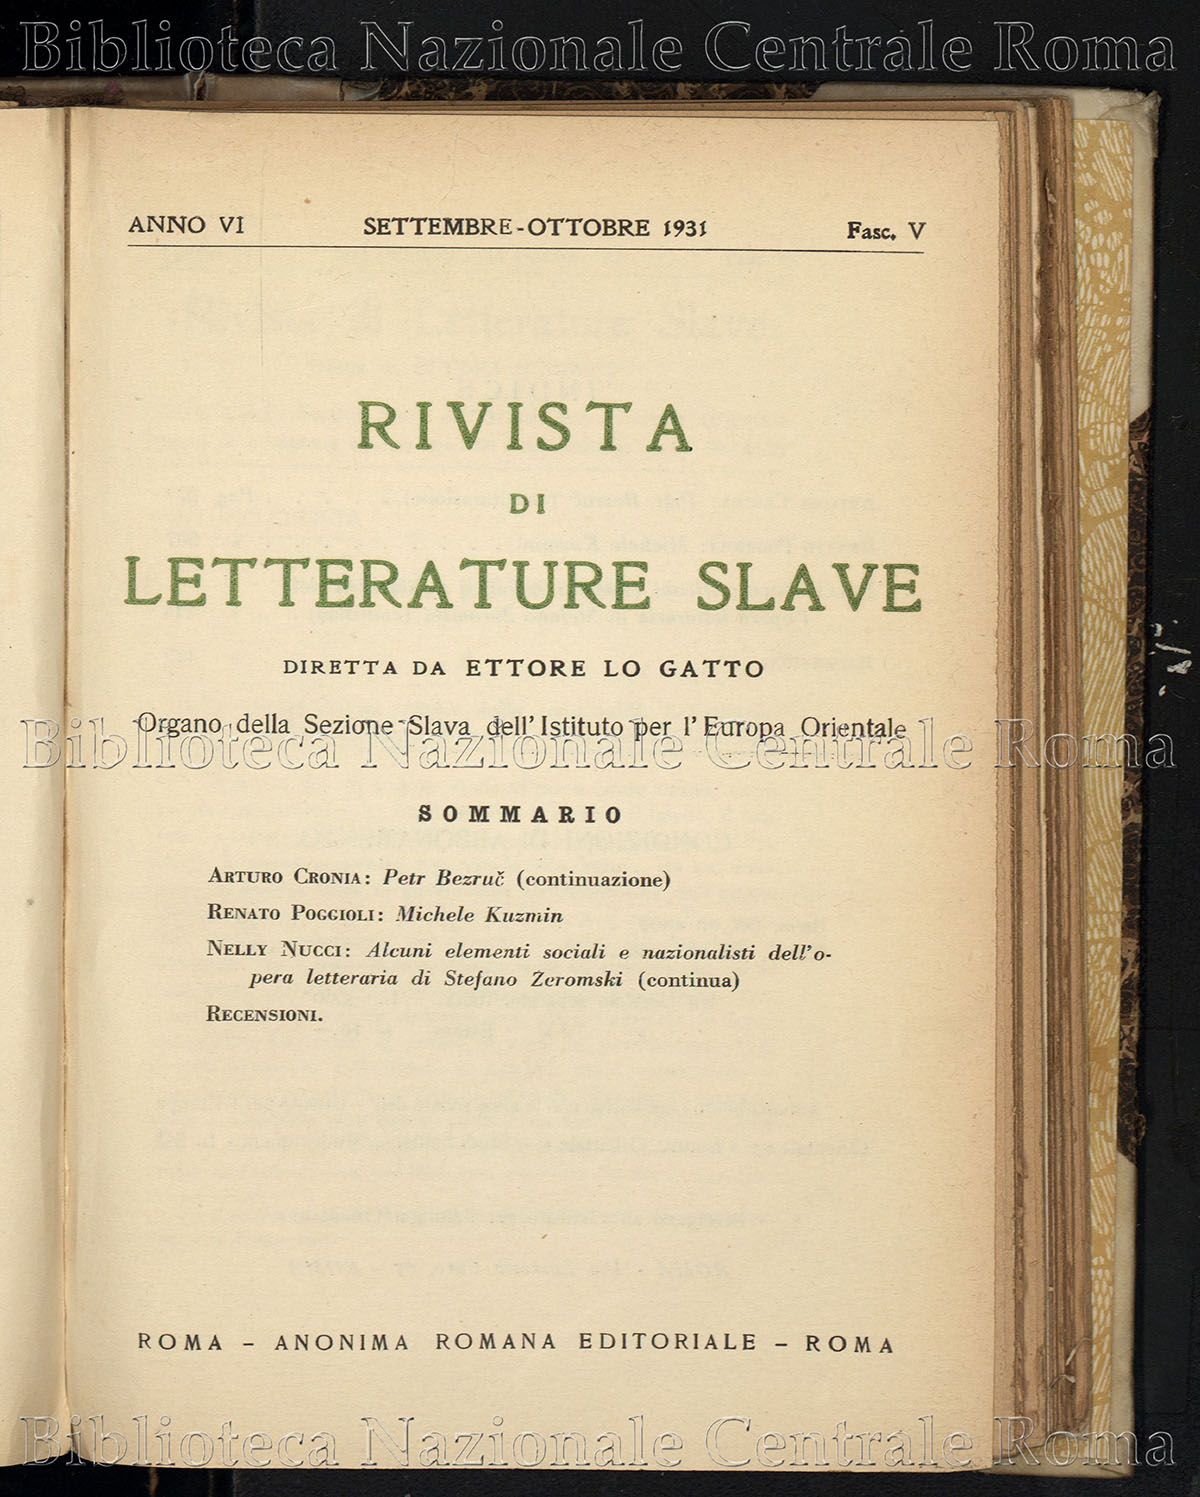 Biblioteca Nazionale Centrale Roma
ANNO VI SETTEMBRE-OTTOBRE 1931 Fasc. V
RIVISTA
DI
LETTERATURE SLAVE
DIRETTA DA ETTORE LO GATTO
Organo della Sezione Slava dell'Istituto per l'Europa Orientale
Biblioteca Nazionale Centrale Roma
SOMMARIO
ARTURO CRONIA: Petr Bezruč (continuazione)
RENATO POGGIOLI: Michele Kuzmin
NELLY NUCCI: Alcuni elementi sociali e nazionalisti dell'o-
pera letteraria di Stefano Zeromski (continua)
RECENSIONI.
ROMA – ANONIMA ROMANA EDITORIALE – ROMA
Biblioteca Nazionale Centrale Roma